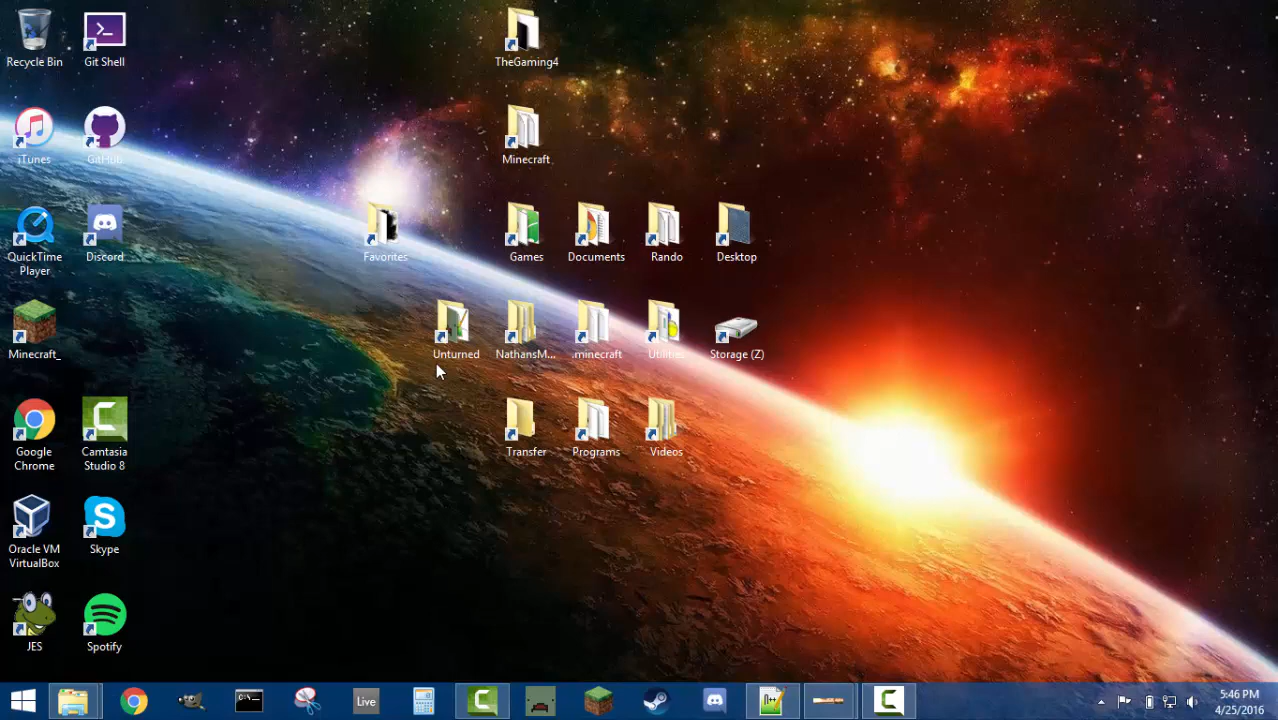 Recycle Bin
Git Shell
TheGaming4
iTunes
GitHub
Minecraft
QuickTime
Player
Discord
Favorites
Games
Documents
Rando
Desktop
Minecraft_
Unturned
NathansM...
.minecraft
Utilities
Storage (Z)
Google
Chrome
Camtasia
Studio 8
Transfer
Programs
Videos
Oracle VM
VirtualBox
Skype
JES
Spotify
Live
5:46 PM
4/25/2016